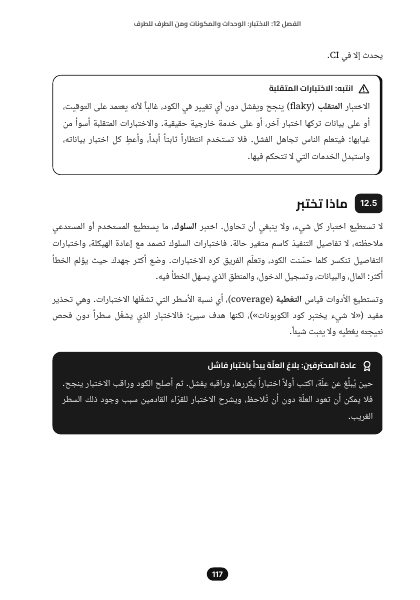 الفصل 12: الاختبار: الوحدات والمكونات ومن الطرف للطرف
يحدث إلا في CI.
انتبه: الاختبارات المتقلبة
الاختبار المتقلب (flaky) ينجح ويفشل دون أي تغيير في الكود، غالباً لأنه يعتمد على التوقيت،
أو على بيانات تركها اختبار آخر، أو على خدمة خارجية حقيقية. والاختبارات المتقلبة أسوأ من
غيابها: فيتعلم الناس تجاهل الفشل. فلا تستخدم انتظاراً ثابتاً أبداً، وأعطِ كل اختبار بياناته،
واستبدل الخدمات التي لا تتحكم فيها.
12.5 ماذا تختبر
لا تستطيع اختبار كل شيء، ولا ينبغي أن تحاول. اختبر السلوك، ما يستطيع المستخدم أو المستدعي
ملاحظته، لا تفاصيل التنفيذ كاسم متغير حالة. فاختبارات السلوك تصمد مع إعادة الهيكلة، واختبارات
التفاصيل تنكسر كلما حسّنت الكود، وتعلّم الفريق كره الاختبارات. وضع أكثر جهدك حيث يؤلم الخطأ
أكثر: المال، والبيانات، وتسجيل الدخول، والمنطق الذي يسهل الخطأ فيه.
وتستطيع الأدوات قياس التغطية (coverage)، أي نسبة الأسطر التي تشغّلها الاختبارات. وهي تحذير
مفيد («لا شيء يختبر كود الكوبونات»)، لكنها هدف سيئ: فالاختبار الذي يشغّل سطراً دون فحص
نتيجته يغطيه ولا يثبت شيئاً.
عادة المحترفين: بلاغ العلّة يبدأ باختبار فاشل
حين يُبلَّغ عن علّة، اكتب أولاً اختباراً يكررها، وراقبه يفشل. ثم أصلح الكود وراقب الاختبار ينجح.
فلا يمكن أن تعود العلّة دون أن تُلاحظ، ويشرح الاختبار للقرّاء القادمين سبب وجود ذلك السطر
الغريب.
117